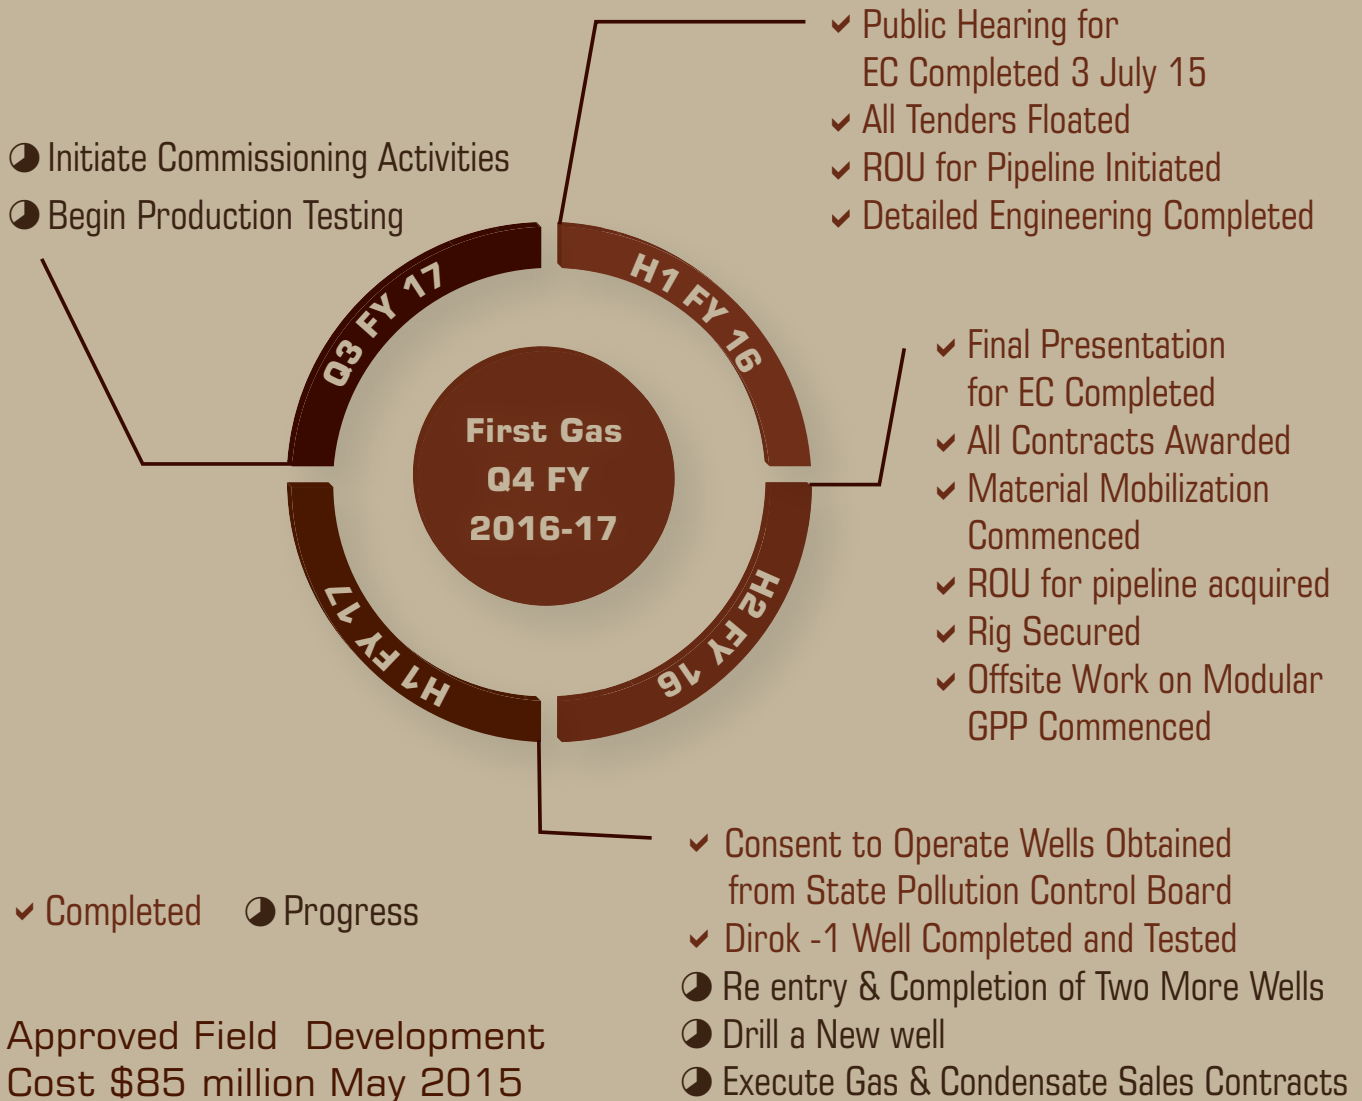 Public Hearing for
EC Completed 3 July 15
All Tenders Floated
ROU for Pipeline Initiated
Detailed Engineering Completed
Initiate Commissioning Activities
Begin Production Testing
Q3 FY 17
H1 FY 16
First Gas
Q4 FY
2016-17
H1 FY 17
H2 FY 16
Final Presentation
for EC Completed
All Contracts Awarded
Material Mobilization
Commenced
ROU for pipeline acquired
Rig Secured
Offsite Work on Modular
GPP Commenced
Consent to Operate Wells Obtained
from State Pollution Control Board
Dirok -1 Well Completed and Tested
Re entry & Completion of Two More Wells
Drill a New well
Execute Gas & Condensate Sales Contracts
Completed Progress
Approved Field Development
Cost $85 million May 2015